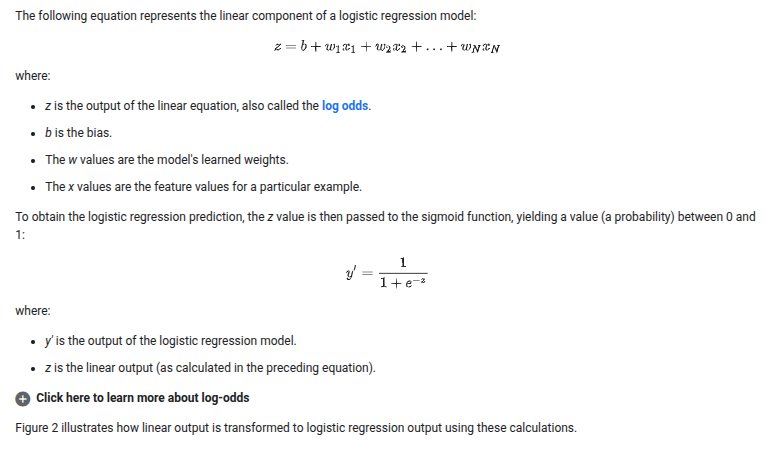 The following equation represents the linear component of a logistic regression model:
z = b + w₁x₁ + w₂x₂ + … + w_N x_N
where:
• z is the output of the linear equation, also called the log odds.
• b is the bias.
• The w values are the model's learned weights.
• The x values are the feature values for a particular example.
To obtain the logistic regression prediction, the z value is then passed to the sigmoid function, yielding a value (a probability) between 0 and
1:
y′ = 1 / (1 + e^−z)
where:
• y' is the output of the logistic regression model.
• z is the linear output (as calculated in the preceding equation).
Click here to learn more about log-odds
Figure 2 illustrates how linear output is transformed to logistic regression output using these calculations.